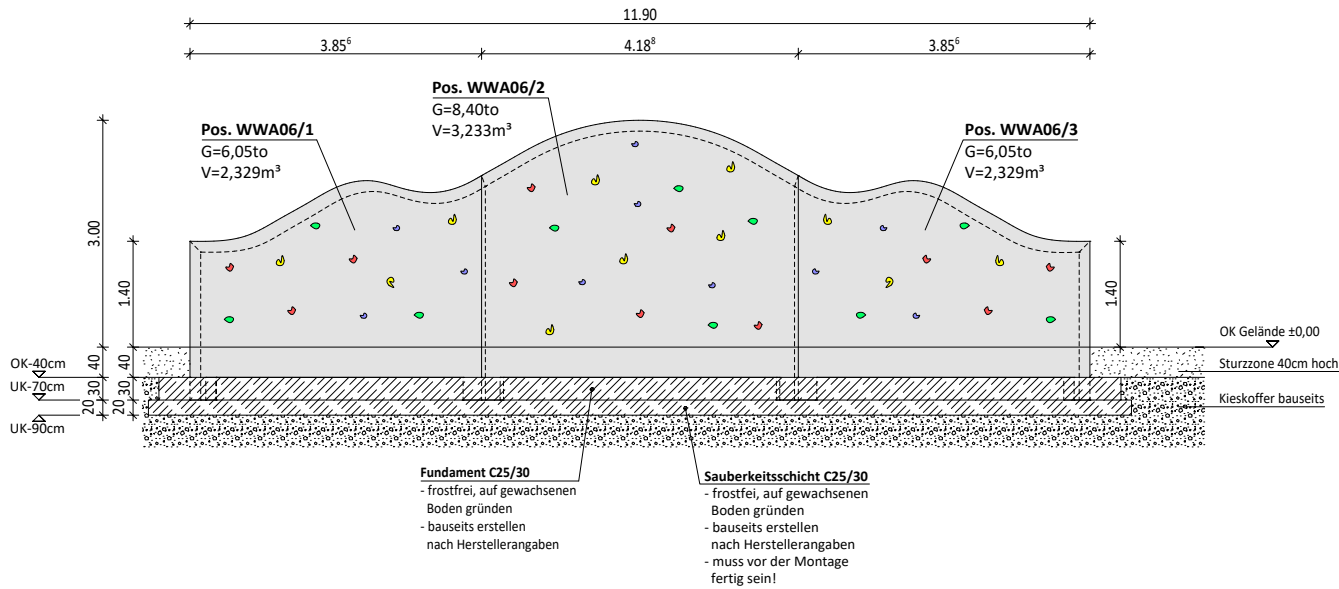 11.90
3.85⁶
4.18⁸
3.85⁶
Pos. WWA06/2
G=8,40to
V=3,233m³
Pos. WWA06/1
G=6,05to
V=2,329m³
Pos. WWA06/3
G=6,05to
V=2,329m³
3.00
1.40
1.40
OK Gelände ±0,00
OK-40cm
40
40
Sturzzone 40cm hoch
UK-70cm
30
30
Kieskoffer bauseits
20
20
UK-90cm
Fundament C25/30
- frostfrei, auf gewachsenen
Boden gründen
- bauseits erstellen
nach Herstellerangaben
Sauberkeitsschicht C25/30
- frostfei, auf gewachsenen
Boden gründen
- bauseits erstellen
nach Herstellerangaben
- muss vor der Montage
fertig sein!